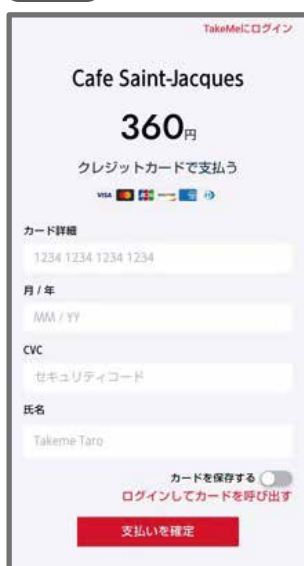 TakeMeにログイン
Cafe Saint-Jacques
360円
クレジットカードで支払う
VISA
カード詳細
1234 1234 1234 1234
月 / 年
MM / YY
CVC
セキュリティコード
氏名
Takeme Taro
カードを保存する
ログインしてカードを呼び出す
支払いを確定